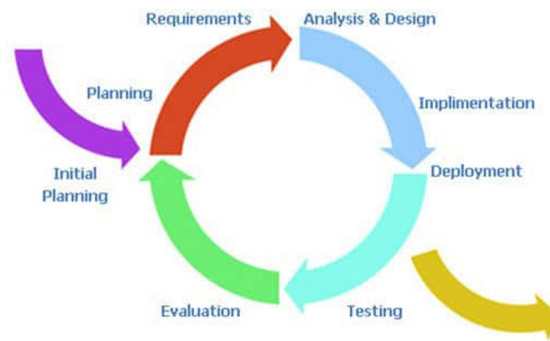 Requirements
Analysis & Design
Planning
Implimentation
Initial
Planning
Deployment
Evaluation
Testing